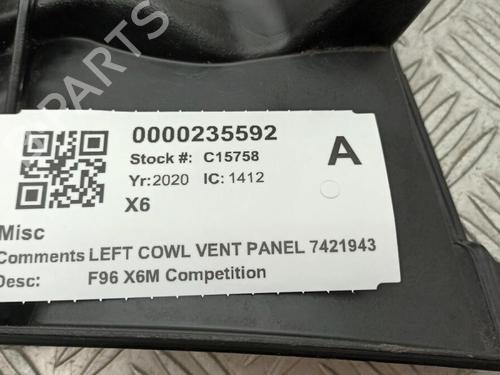 PARTS
0000235592
Stock #: C15758
A
Yr:2020 IC: 1412
X6
Misc
Comments LEFT COWL VENT PANEL 7421943
Desc: F96 X6M Competition